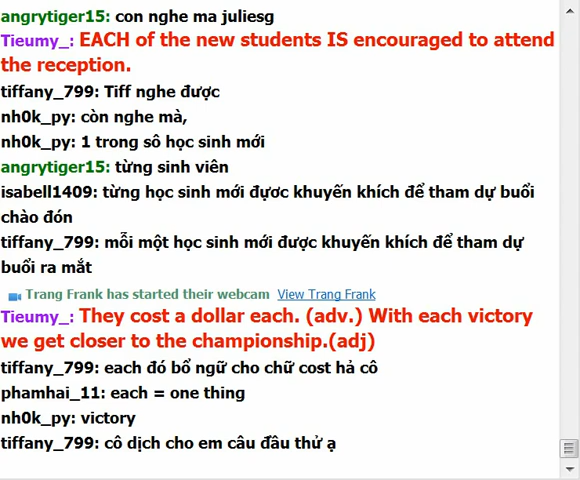 angrytiger15: con nghe ma juliesg
Tieumy_: EACH of the new students IS encouraged to attend
the reception.
tiffany_799: Tiff nghe được
nh0k_py: còn nghe mà,
nh0k_py: 1 trong sô học sinh mới
angrytiger15: từng sinh viên
isabell1409: từng học sinh mới đựơc khuyến khích để tham dự buổi
chào đón
tiffany_799: mỗi một học sinh mới được khuyến khích để tham dự
buổi ra mắt
Trang Frank has started their webcam View Trang Frank
Tieumy_: They cost a dollar each. (adv.) With each victory
we get closer to the championship.(adj)
tiffany_799: each đó bổ ngữ cho chữ cost hả cô
phamhai_11: each = one thing
nh0k_py: victory
tiffany_799: cô dịch cho em câu đâu thử ạ